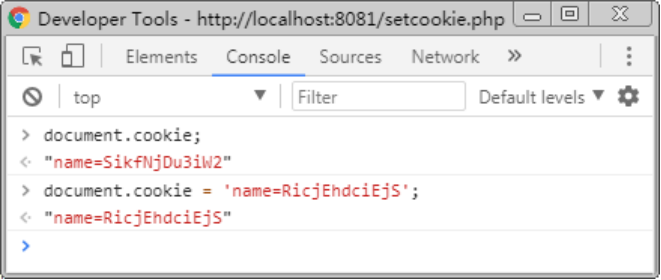 Developer Tools - http://localhost:8081/setcookie.php
Elements Console Sources Network »
top Filter Default levels
> document.cookie;
"name=SikfNjDu3iW2"
> document.cookie = 'name=RicjEhdciEjS';
"name=RicjEhdciEjS"
>